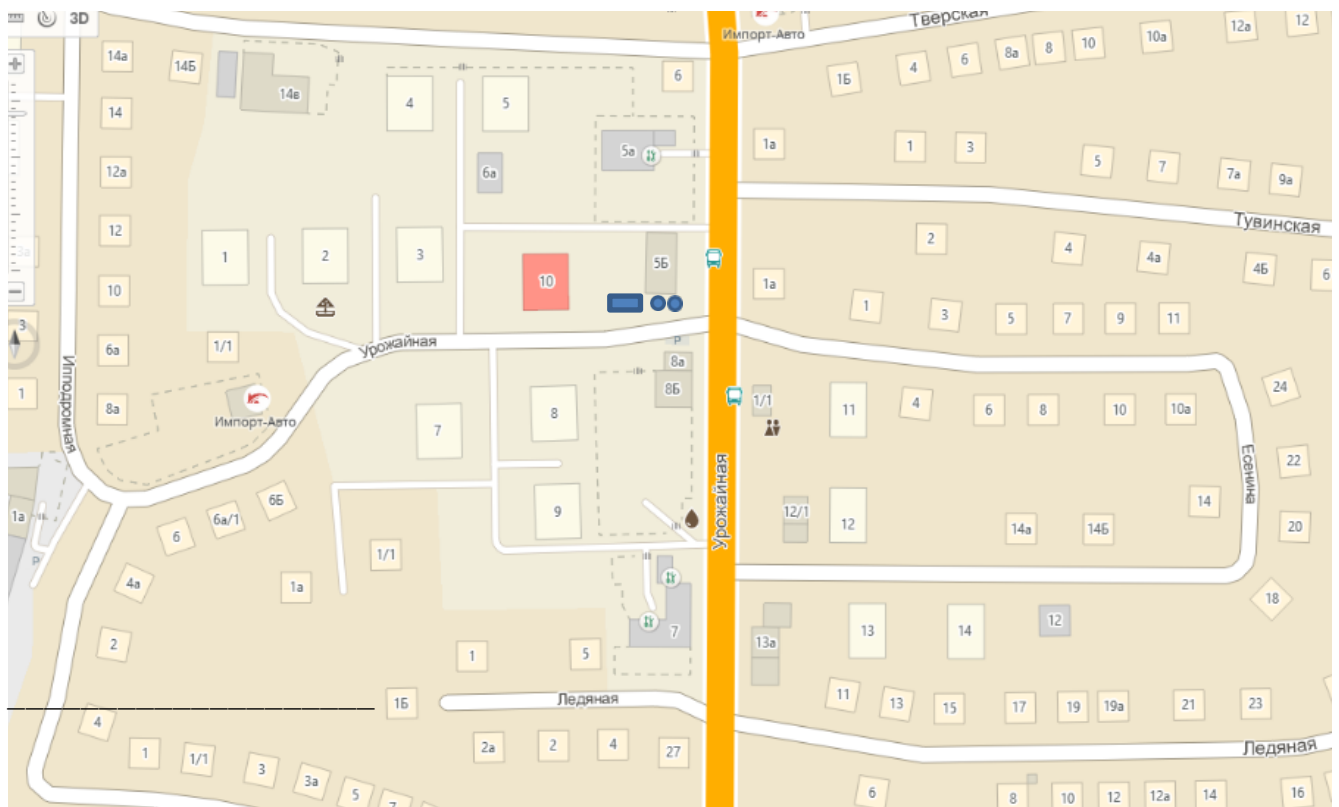 3D
Тверская
Импорт-Авто
12а
12
10а
10
8
8а
6
4
1Б
14а
14Б
14в
4
5
6
14
5а
1а
1
3
5
7
7а
9а
12а
6а
12
Тувинская
2
4
4а
4Б
6
1
2
3
10
5Б
1а
10
1
3
5
7
9
11
3
Урожайная
Р
6а
1/1
Ипподромная
8а
1
8а
8Б
24
Импорт-Авто
7
8
1/1
11
4
6
8
10
10а
Есенина
22
1а
Р
6
6а/1
6Б
9
Урожайная
12/1
12
14а
14Б
14
20
4а
1а
1/1
7
18
2
13а
13
14
12
1
5
4
1Б
Ледяная
11
13
15
17
19
19а
21
23
1
1/1
3
3а
5
7
2а
2
4
27
Ледяная
6
8
10
12
12а
14
16